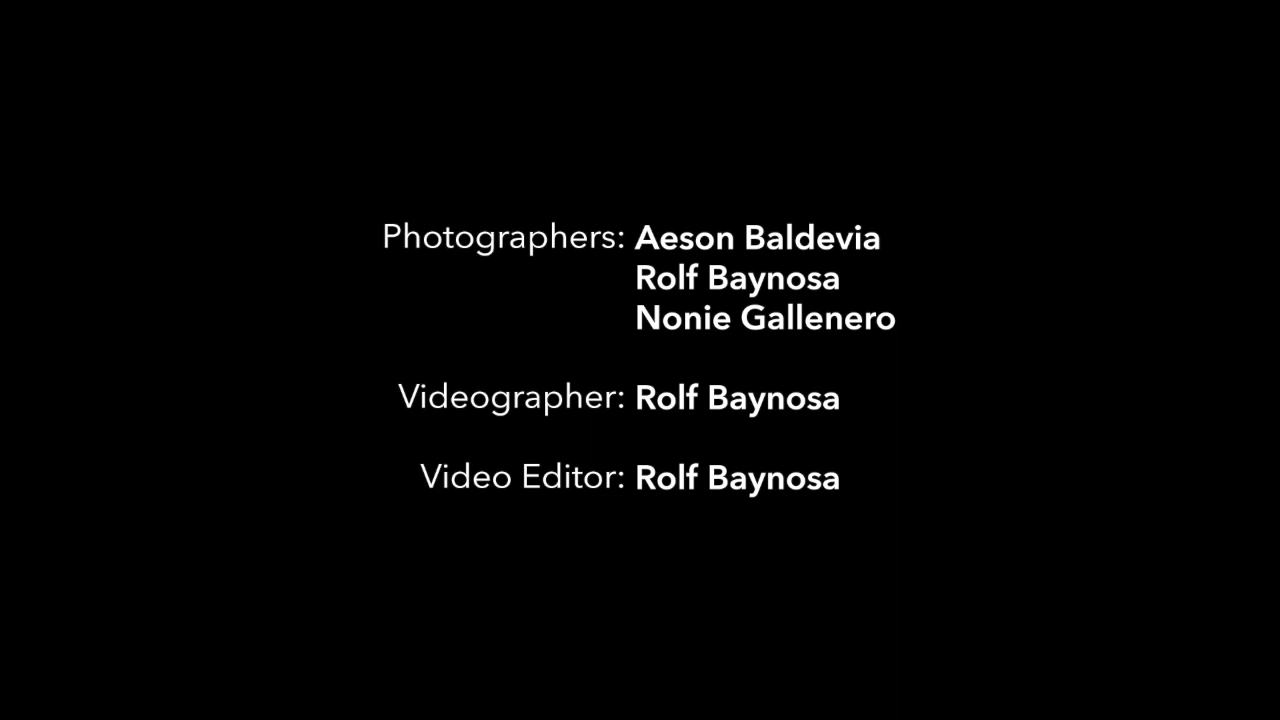 Photographers: Aeson Baldevia
Rolf Baynosa
Nonie Gallenero
Videographer: Rolf Baynosa
Video Editor: Rolf Baynosa